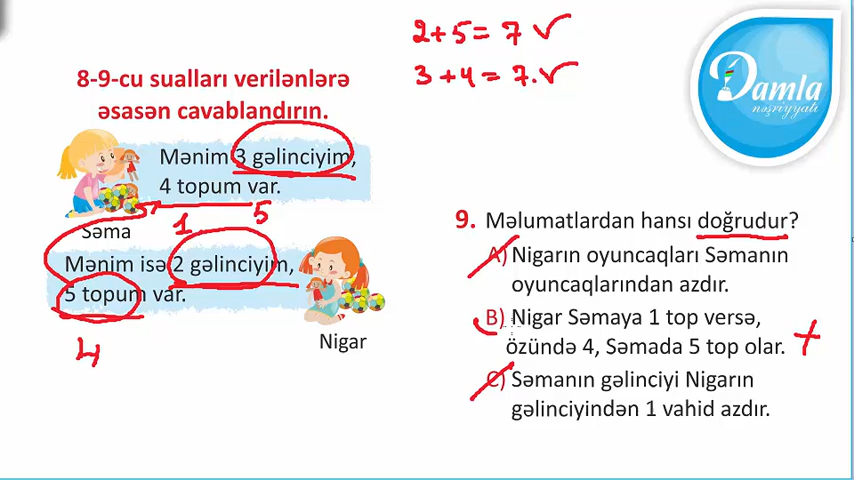 2+5=7 ✓
3+4=7. ✓
Damla
nəşriyyatı
8-9-cu sualları verilənlərə
əsasən cavablandırın.
Mənim 3 gəlinciyim,
4 topum var.
1 5
Səma
Mənim isə 2 gəlinciyim,
5 topum var.
Nigar
4
9. Məlumatlardan hansı doğrudur?
A) Nigarın oyuncaqları Səmanın
oyuncaqlarından azdır.
B) Nigar Səmaya 1 top versə,
özündə 4, Səmada 5 top olar. +
C) Səmanın gəlinciyi Nigarın
gəlinciyindən 1 vahid azdır.